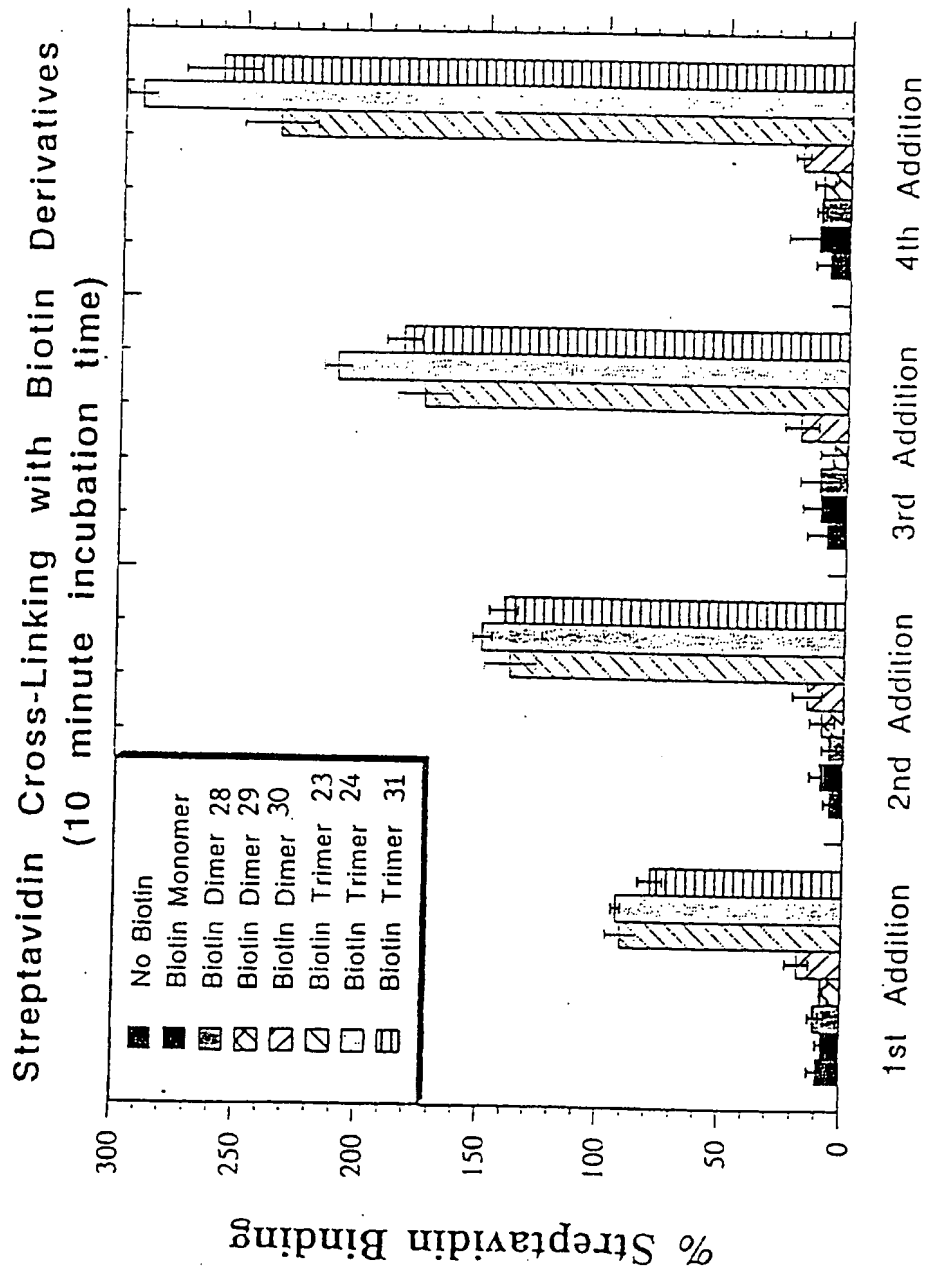 Streptavidin Cross-Linking with Biotin Derivatives
(10 minute incubation time)
No Biotin
Biotin Monomer
Biotin Dimer 28
Biotin Dimer 29
Biotin Dimer 30
Biotin Trimer 23
Biotin Trimer 24
Biotin Trimer 31
% Streptavidin Binding
300
250
200
150
100
50
0
1st Addition
2nd Addition
3rd Addition
4th Addition